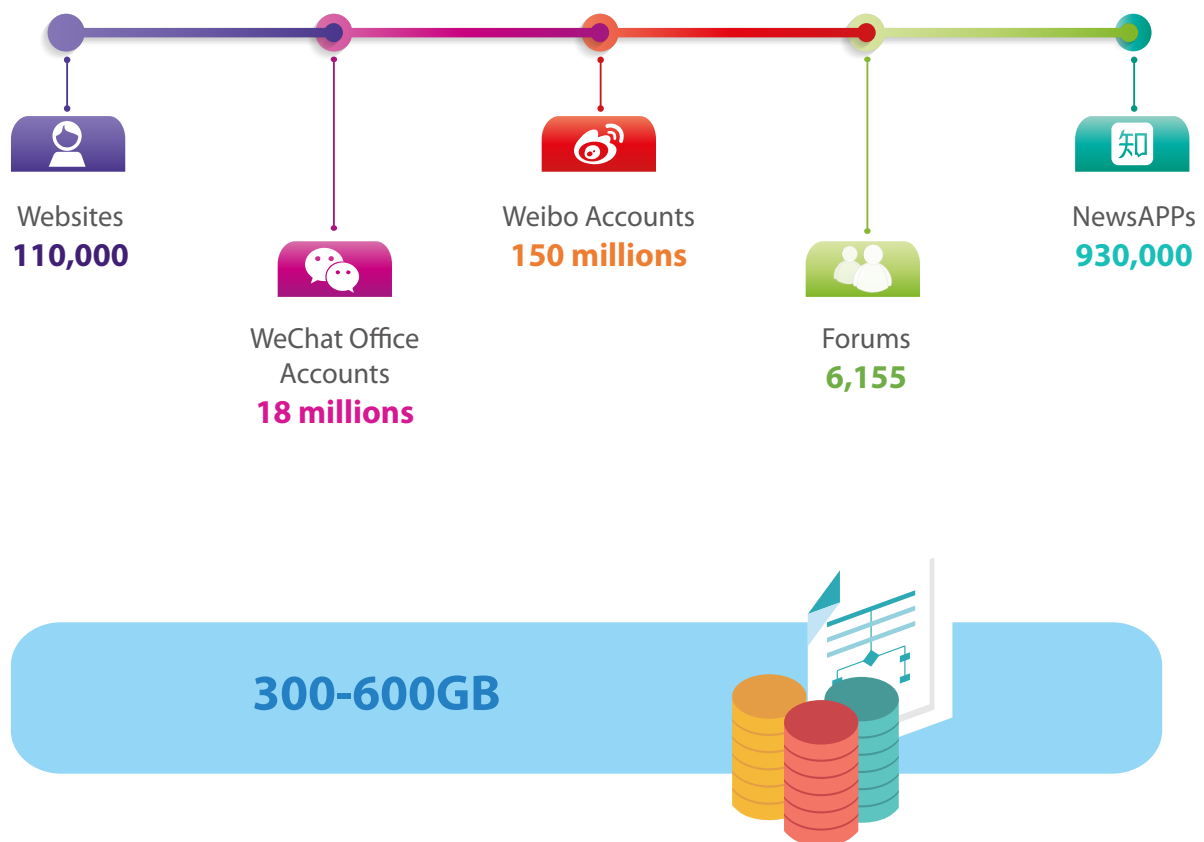 知
Websites
110,000
WeChat Office
Accounts
18 millions
Weibo Accounts
150 millions
Forums
6,155
NewsAPPs
930,000
300-600GB